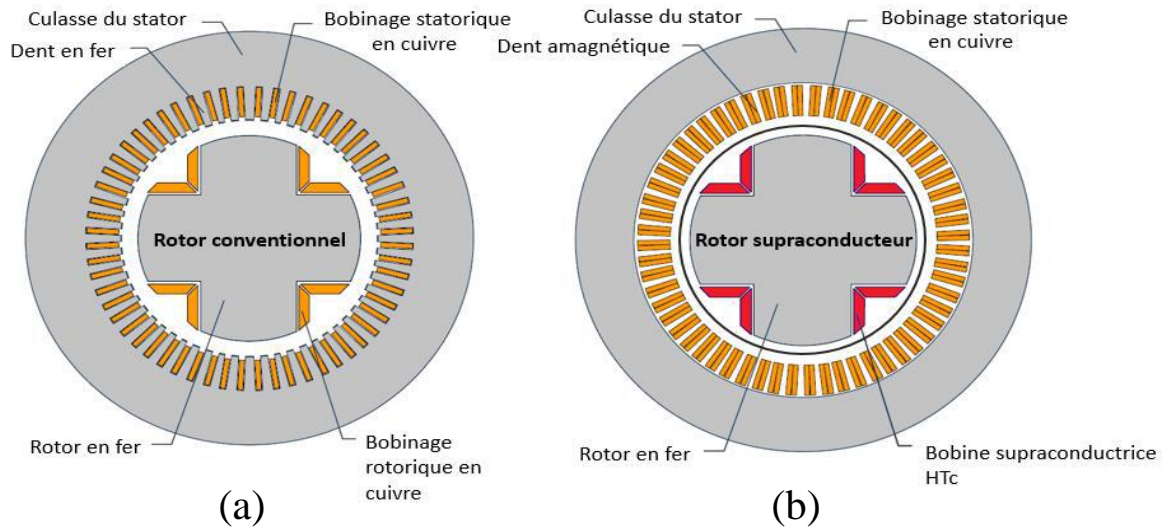 Culasse du stator
Bobinage statorique
en cuivre
Dent en fer
Rotor conventionnel
Rotor en fer
Bobinage
rotorique en
cuivre
(a)
Culasse du stator
Bobinage statorique
en cuivre
Dent amagnétique
Rotor supraconducteur
Rotor en fer
Bobine supraconductrice
HTc
(b)